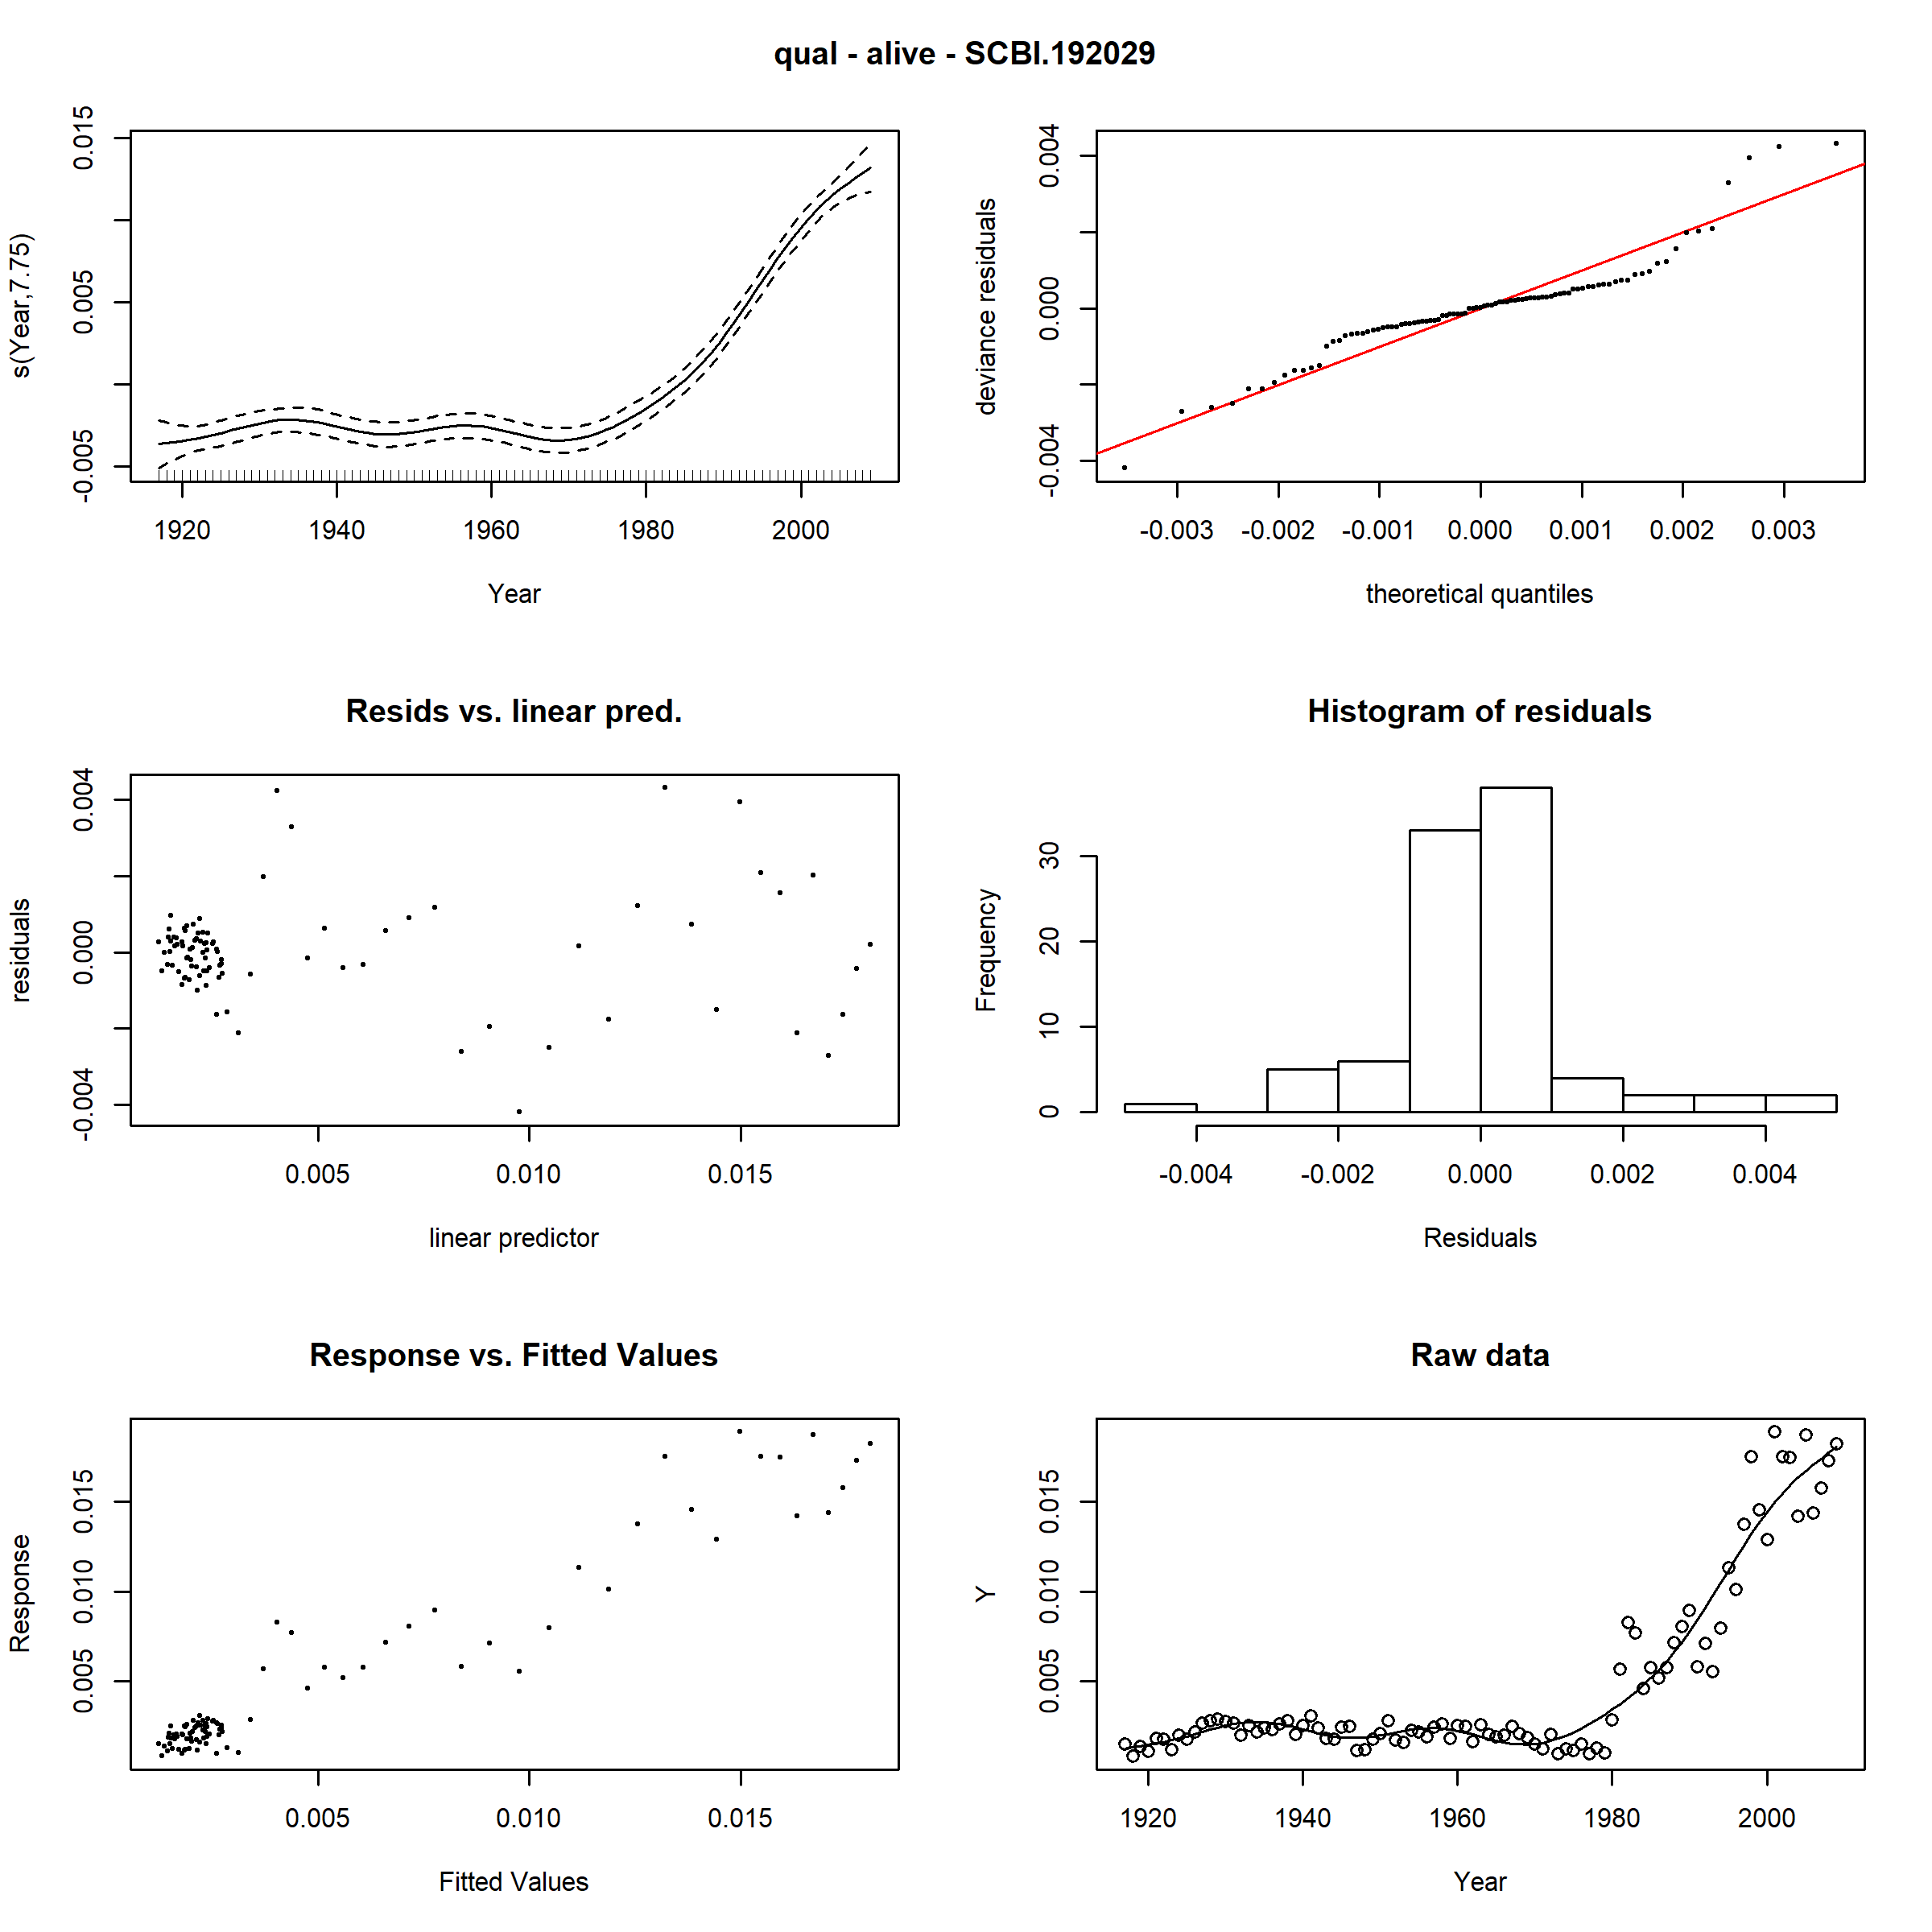 qual - alive - SCBI.192029
s(Year,7.75)
-0.005
0.005
0.015
1920 1940 1960 1980 2000
Year
deviance residuals
-0.004
0.000
0.004
-0.003 -0.002 -0.001 0.000 0.001 0.002 0.003
theoretical quantiles
Resids vs. linear pred.
residuals
-0.004
0.000
0.004
0.005 0.010 0.015
linear predictor
Histogram of residuals
Frequency
0
10
20
30
-0.004 -0.002 0.000 0.002 0.004
Residuals
Response vs. Fitted Values
Response
0.005
0.010
0.015
0.005 0.010 0.015
Fitted Values
Raw data
Y
0.005
0.010
0.015
1920 1940 1960 1980 2000
Year